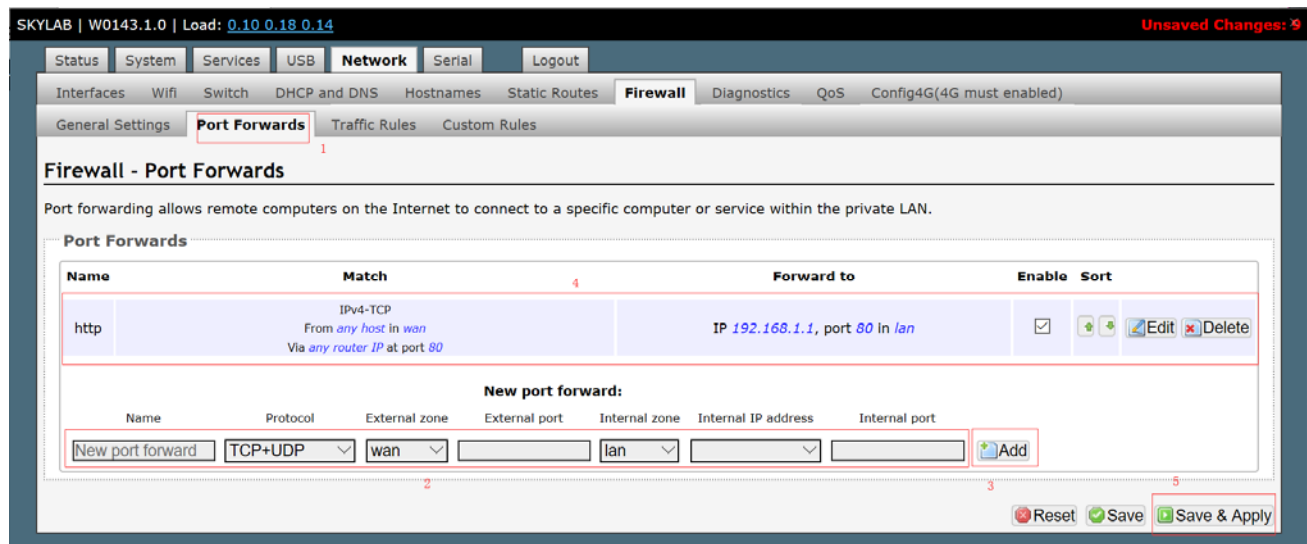 SKYLAB | W0143.1.0 | Load: 0.10 0.18 0.14 Unsaved Changes: 9
Status System Services USB Network Serial Logout
Interfaces Wifi Switch DHCP and DNS Hostnames Static Routes Firewall Diagnostics QoS Config4G(4G must enabled)
General Settings Port Forwards Traffic Rules Custom Rules
1
Firewall - Port Forwards
Port forwarding allows remote computers on the Internet to connect to a specific computer or service within the private LAN.
Port Forwards
Name Match 4 Forward to Enable Sort
IPv4-TCP
http From any host in wan IP 192.168.1.1, port 80 in lan Edit Delete
Via any router IP at port 80
New port forward:
Name Protocol External zone External port Internal zone Internal IP address Internal port
New port forward TCP+UDP wan lan Add
2 3 5
Reset Save Save & Apply